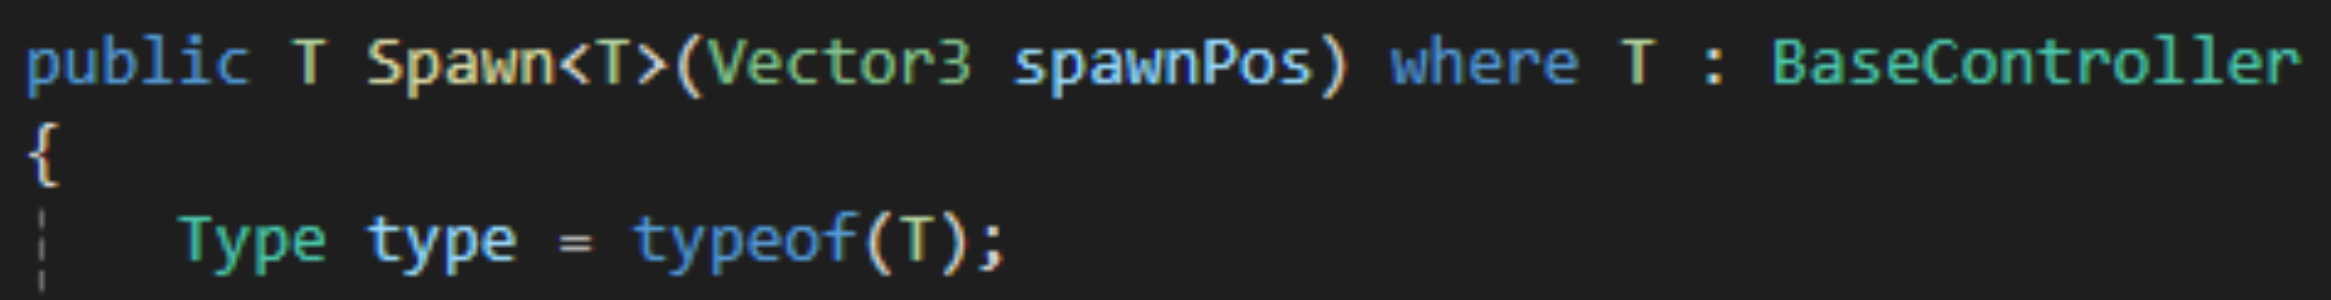 public T Spawn<T>(Vector3 spawnPos) where T : BaseController
{
    Type type = typeof(T);